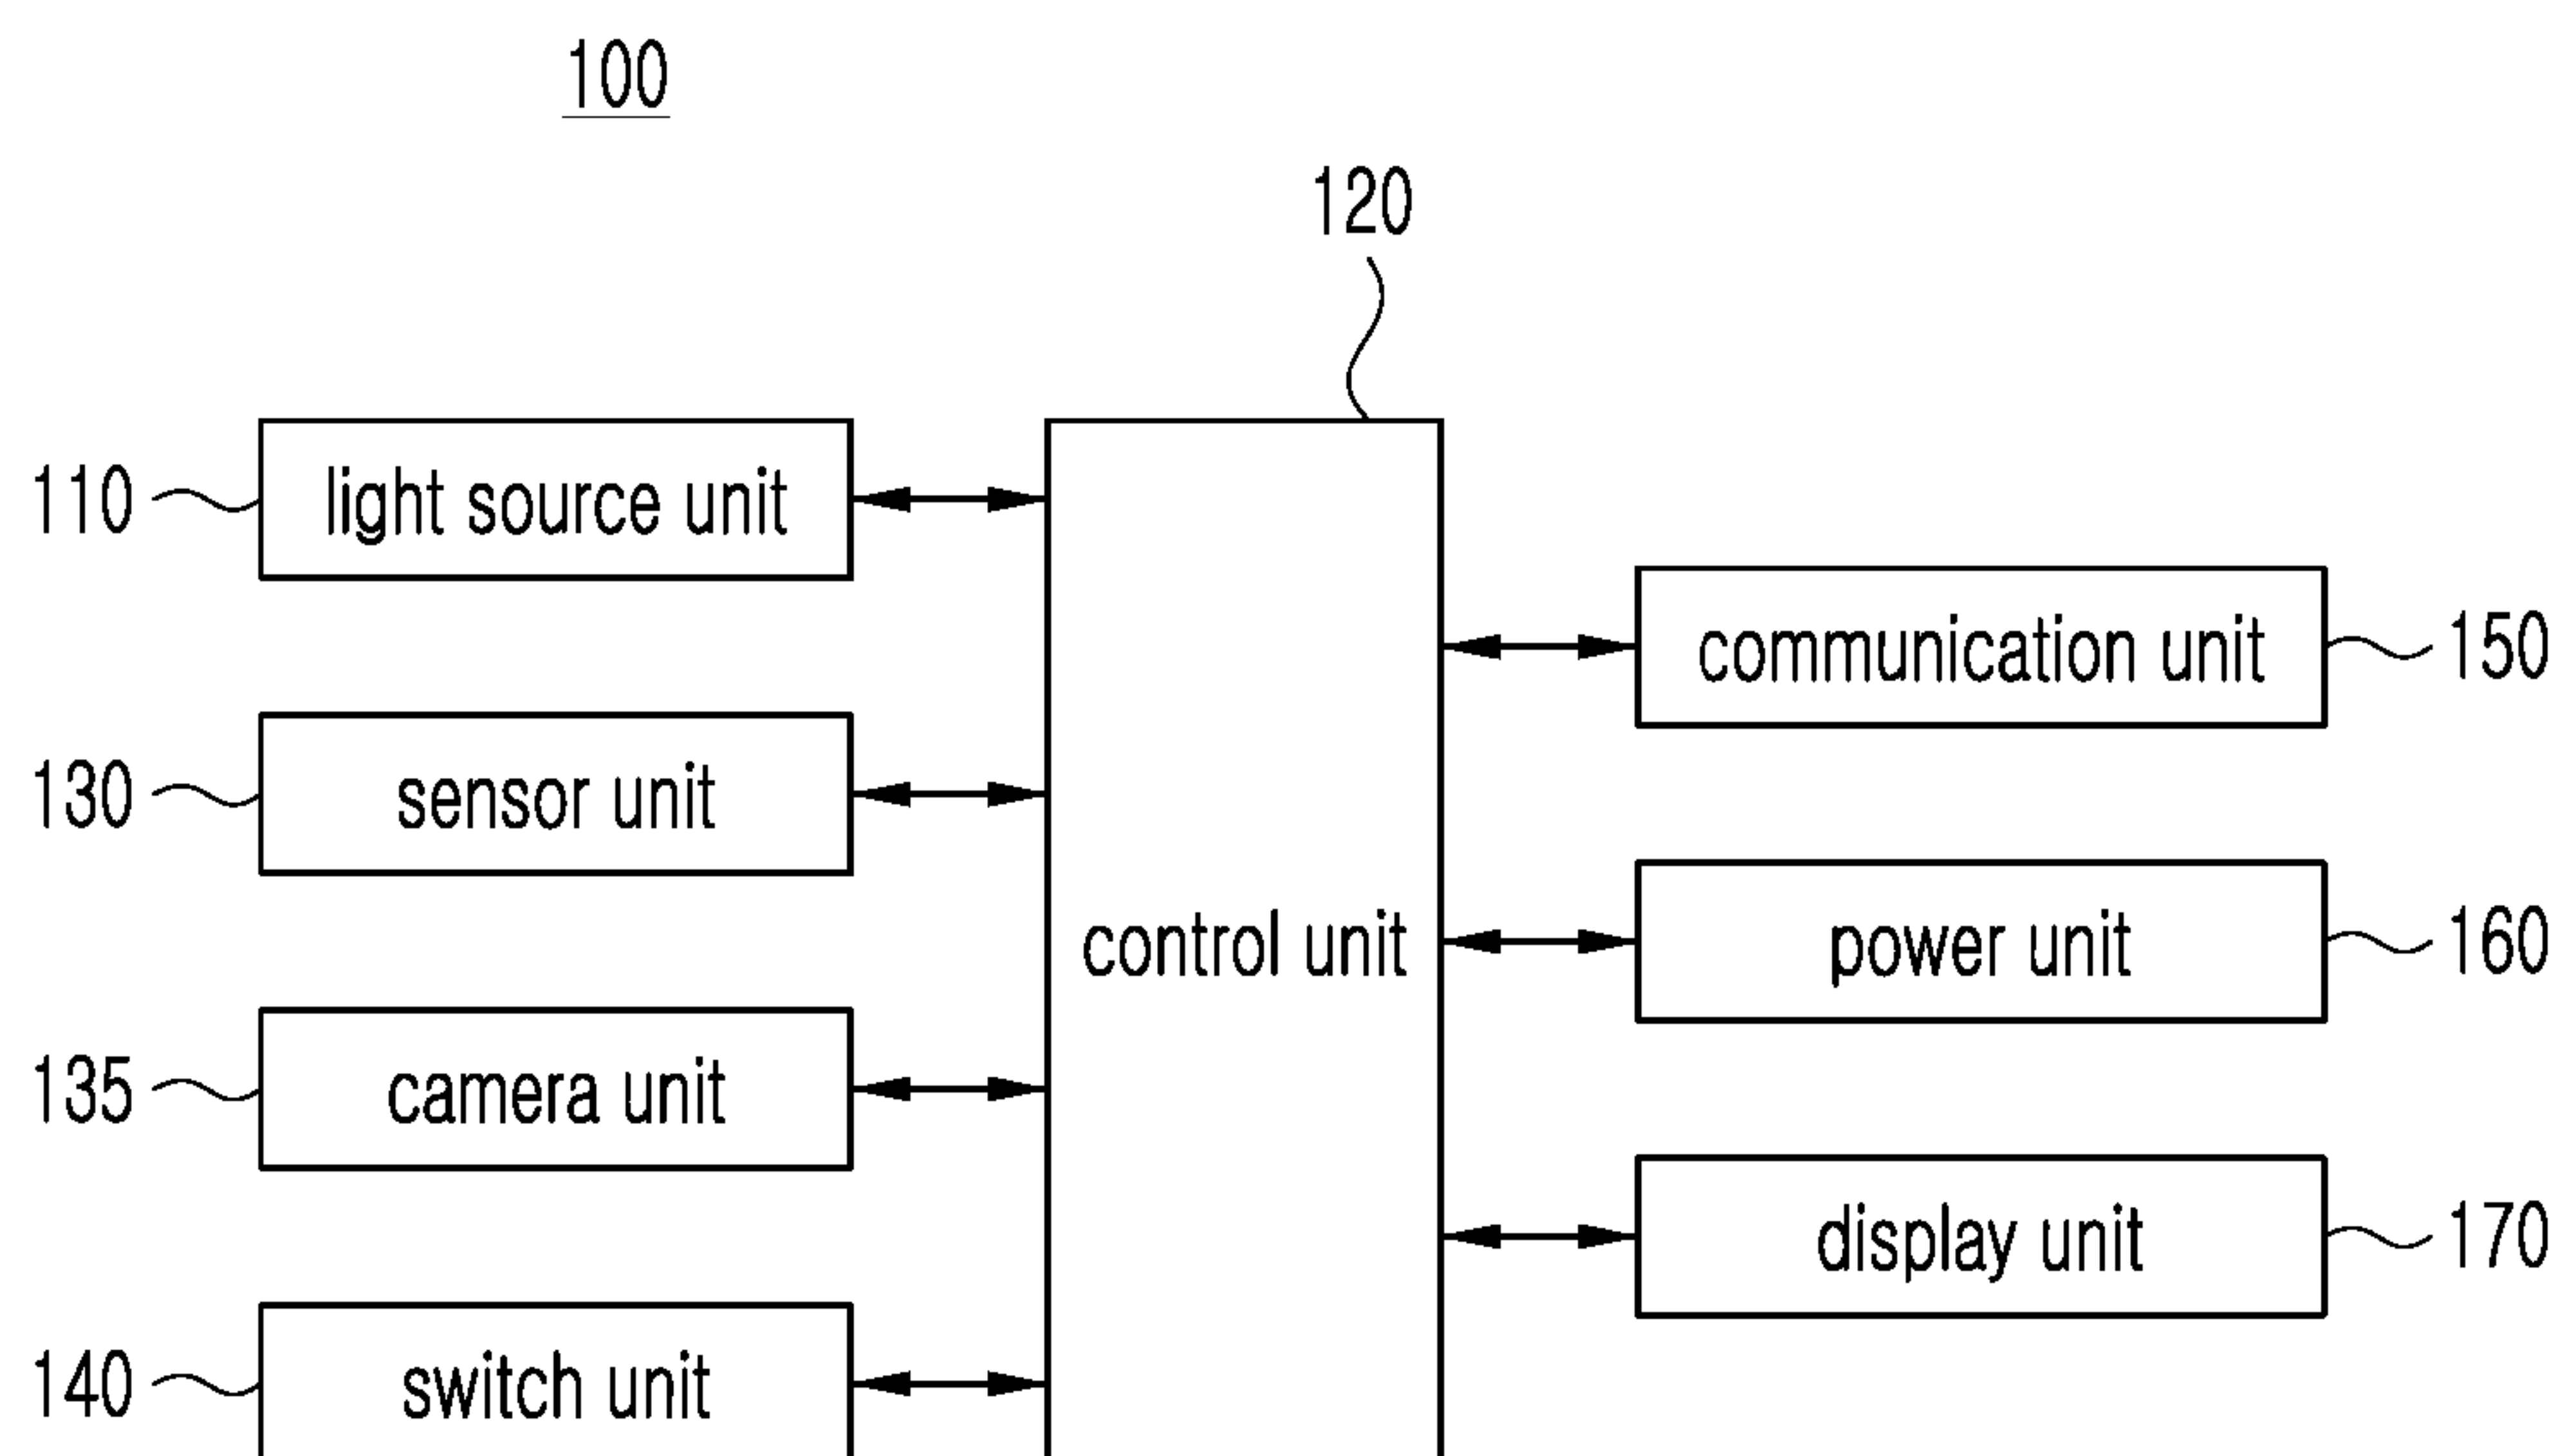 100
120
110
light source unit
communication unit
150
130
sensor unit
control unit
power unit
160
135
camera unit
display unit
170
140
switch unit